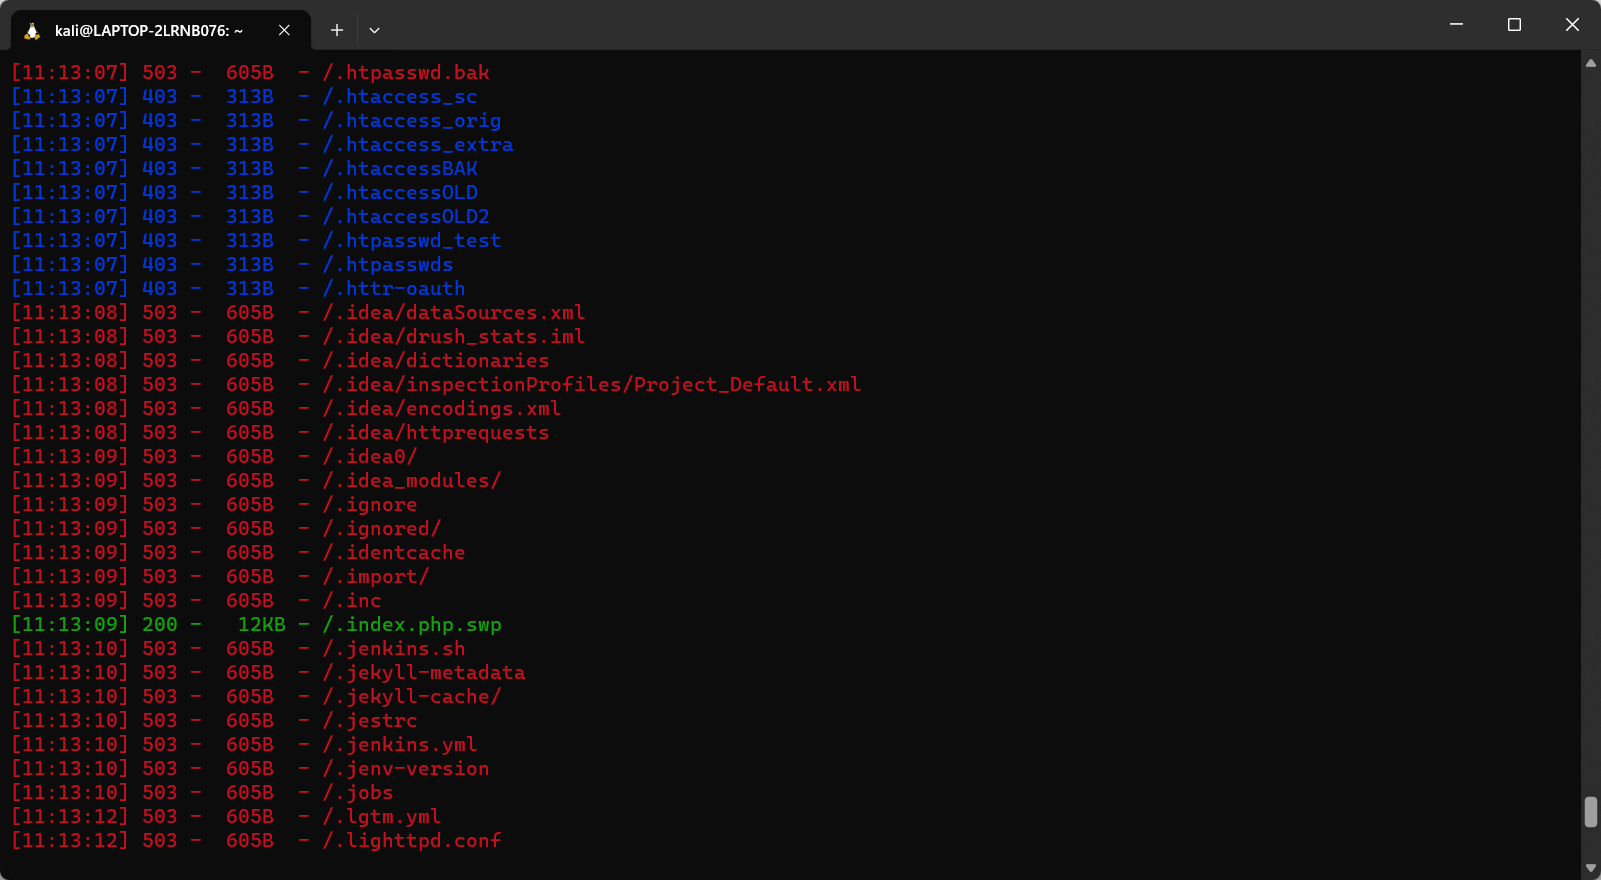 kali@LAPTOP-2LRNB076: ~
[11:13:07] 503 -  605B  - /.htpasswd.bak
[11:13:07] 403 -  313B  - /.htaccess_sc
[11:13:07] 403 -  313B  - /.htaccess_orig
[11:13:07] 403 -  313B  - /.htaccess_extra
[11:13:07] 403 -  313B  - /.htaccessBAK
[11:13:07] 403 -  313B  - /.htaccessOLD
[11:13:07] 403 -  313B  - /.htaccessOLD2
[11:13:07] 403 -  313B  - /.htpasswd_test
[11:13:07] 403 -  313B  - /.htpasswds
[11:13:07] 403 -  313B  - /.httr-oauth
[11:13:08] 503 -  605B  - /.idea/dataSources.xml
[11:13:08] 503 -  605B  - /.idea/drush_stats.iml
[11:13:08] 503 -  605B  - /.idea/dictionaries
[11:13:08] 503 -  605B  - /.idea/inspectionProfiles/Project_Default.xml
[11:13:08] 503 -  605B  - /.idea/encodings.xml
[11:13:08] 503 -  605B  - /.idea/httprequests
[11:13:09] 503 -  605B  - /.idea0/
[11:13:09] 503 -  605B  - /.idea_modules/
[11:13:09] 503 -  605B  - /.ignore
[11:13:09] 503 -  605B  - /.ignored/
[11:13:09] 503 -  605B  - /.identcache
[11:13:09] 503 -  605B  - /.import/
[11:13:09] 503 -  605B  - /.inc
[11:13:09] 200 -   12KB - /.index.php.swp
[11:13:10] 503 -  605B  - /.jenkins.sh
[11:13:10] 503 -  605B  - /.jekyll-metadata
[11:13:10] 503 -  605B  - /.jekyll-cache/
[11:13:10] 503 -  605B  - /.jestrc
[11:13:10] 503 -  605B  - /.jenkins.yml
[11:13:10] 503 -  605B  - /.jenv-version
[11:13:10] 503 -  605B  - /.jobs
[11:13:12] 503 -  605B  - /.lgtm.yml
[11:13:12] 503 -  605B  - /.lighttpd.conf